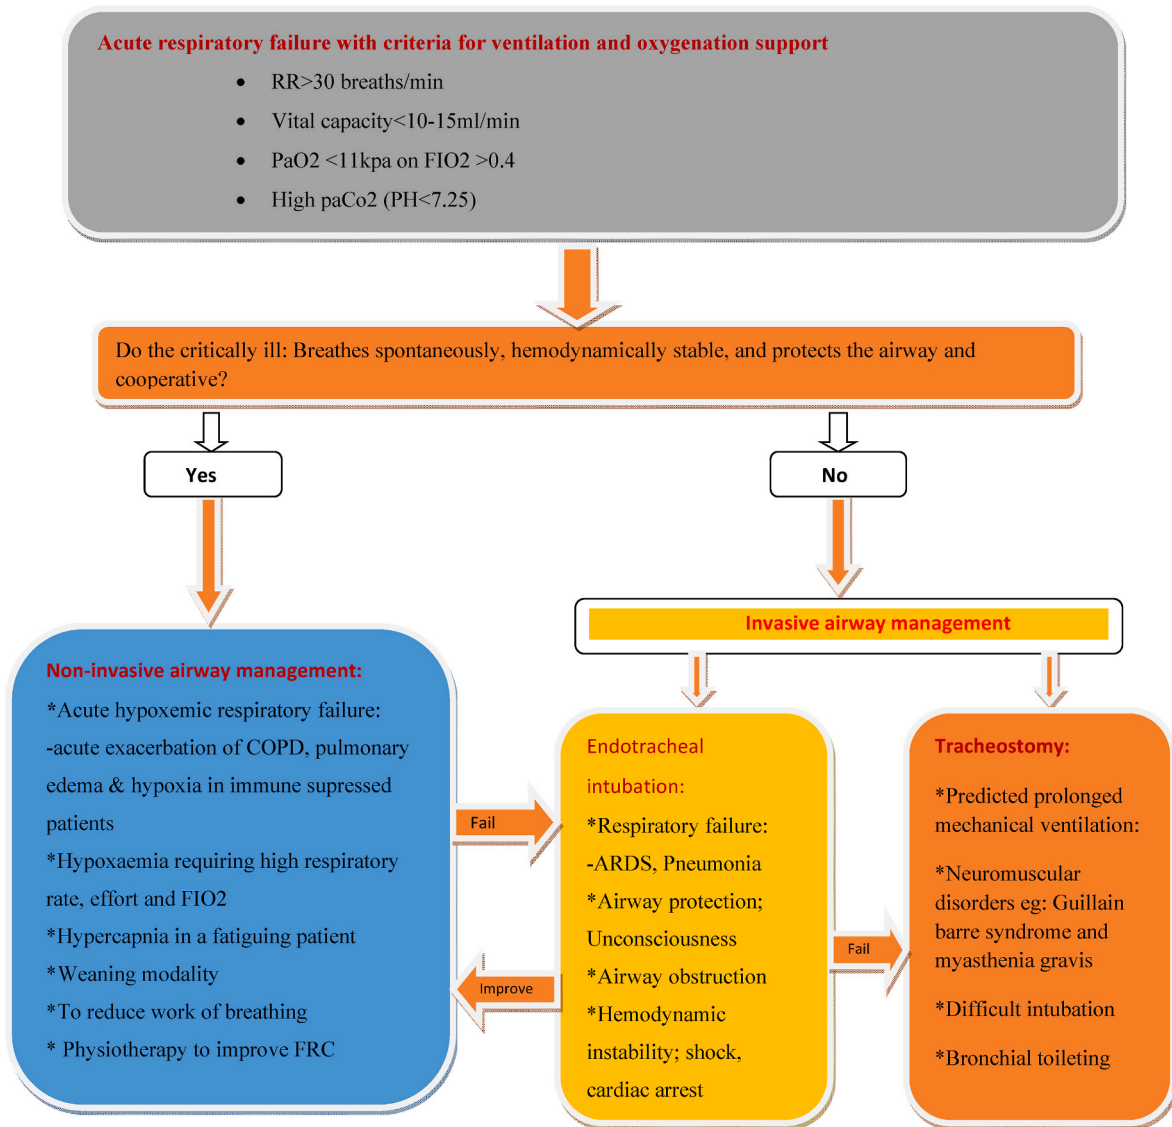 Acute respiratory failure with criteria for ventilation and oxygenation support
• RR>30 breaths/min
• Vital capacity<10-15ml/min
• PaO2 <11kpa on FIO2 >0.4
• High paCo2 (PH<7.25)
Do the critically ill: Breathes spontaneously, hemodynamically stable, and protects the airway and
cooperative?
Yes
No
Invasive airway management
Non-invasive airway management:
*Acute hypoxemic respiratory failure:
-acute exacerbation of COPD, pulmonary
edema & hypoxia in immune supressed
patients
*Hypoxaemia requiring high respiratory
rate, effort and FIO2
*Hypercapnia in a fatiguing patient
*Weaning modality
*To reduce work of breathing
* Physiotherapy to improve FRC
Fail
Improve
Endotracheal
intubation:
*Respiratory failure:
-ARDS, Pneumonia
*Airway protection;
Unconsciousness
*Airway obstruction
*Hemodynamic
instability; shock,
cardiac arrest
Fail
Tracheostomy:
*Predicted prolonged
mechanical ventilation:
*Neuromuscular
disorders eg: Guillain
barre syndrome and
myasthenia gravis
*Difficult intubation
*Bronchial toileting